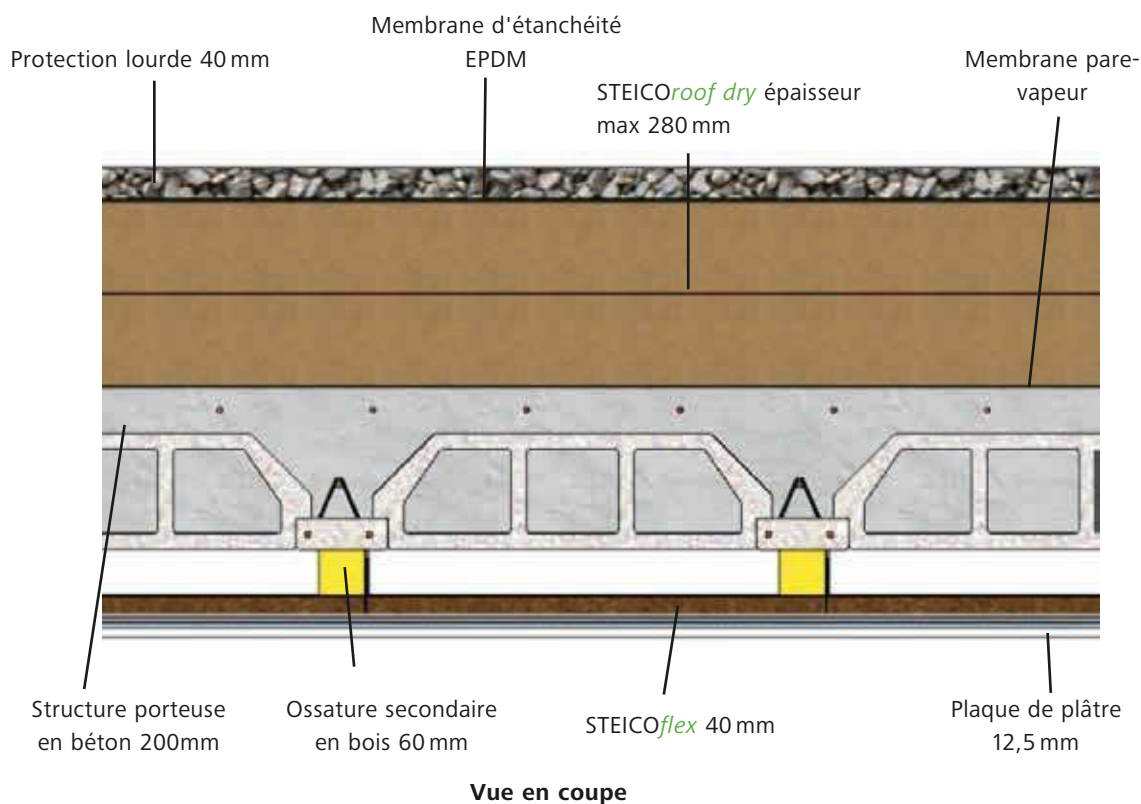 Membrane d'étanchéité
EPDM
Protection lourde 40 mm
STEICOroof dry épaisseur
max 280 mm
Membrane pare-
vapeur
Structure porteuse
en béton 200mm
Ossature secondaire
en bois 60 mm
STEICOflex 40 mm
Plaque de plâtre
12,5 mm
Vue en coupe